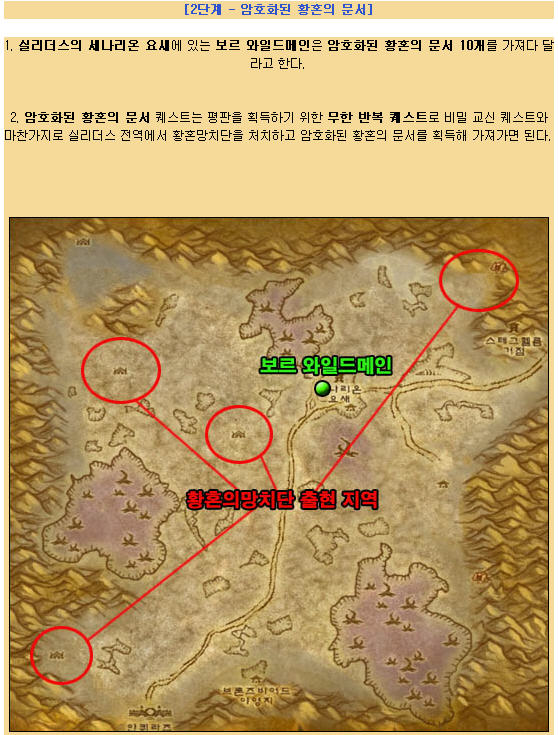 [2단계 - 암호화된 황혼의 문서]
1. 실리더스의 세나리온 요새에 있는 보르 와일드메인은 암호화된 황혼의 문서 10개를 가져다 달
라고 한다.
2. 암호화된 황혼의 문서 퀘스트는 평판을 획득하기 위한 무한 반복 퀘스트로 비밀 교신 퀘스트와
마찬가지로 실리더스 전역에서 황혼망치단을 처치하고 암호화된 황혼의 문서를 획득해 가져가면 된다.
스태그헬름
거점
보르 와일드메인
나리온
요새
황혼의망치단 출현 지역
브론즈비어드
야영지
안퀴라즈